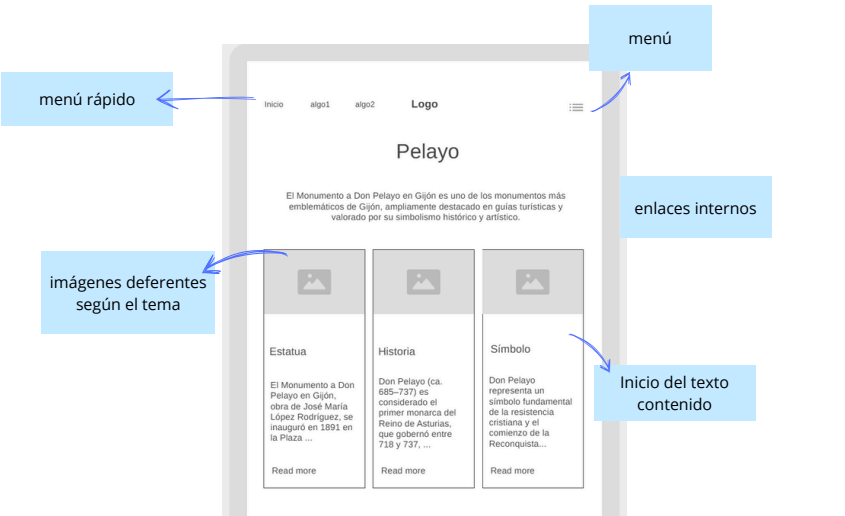 menú
menú rápido
Inicio algo1 algo2 Logo
Pelayo
El Monumento a Don Pelayo en Gijón es uno de los monumentos más
emblemáticos de Gijón, ampliamente destacado en guías turísticas y
valorado por su simbolismo histórico y artístico.
enlaces internos
imágenes deferentes
según el tema
Estatua
El Monumento a Don
Pelayo en Gijón,
obra de José María
López Rodríguez, se
inauguró en 1891 en
la Plaza ...
Read more
Historia
Don Pelayo (ca.
685–737) es
considerado el
primer monarca del
Reino de Asturias,
que gobernó entre
718 y 737, ...
Read more
Símbolo
Don Pelayo
representa un
símbolo fundamental
de la resistencia
cristiana y el
comienzo de la
Reconquista...
Read more
Inicio del texto
contenido